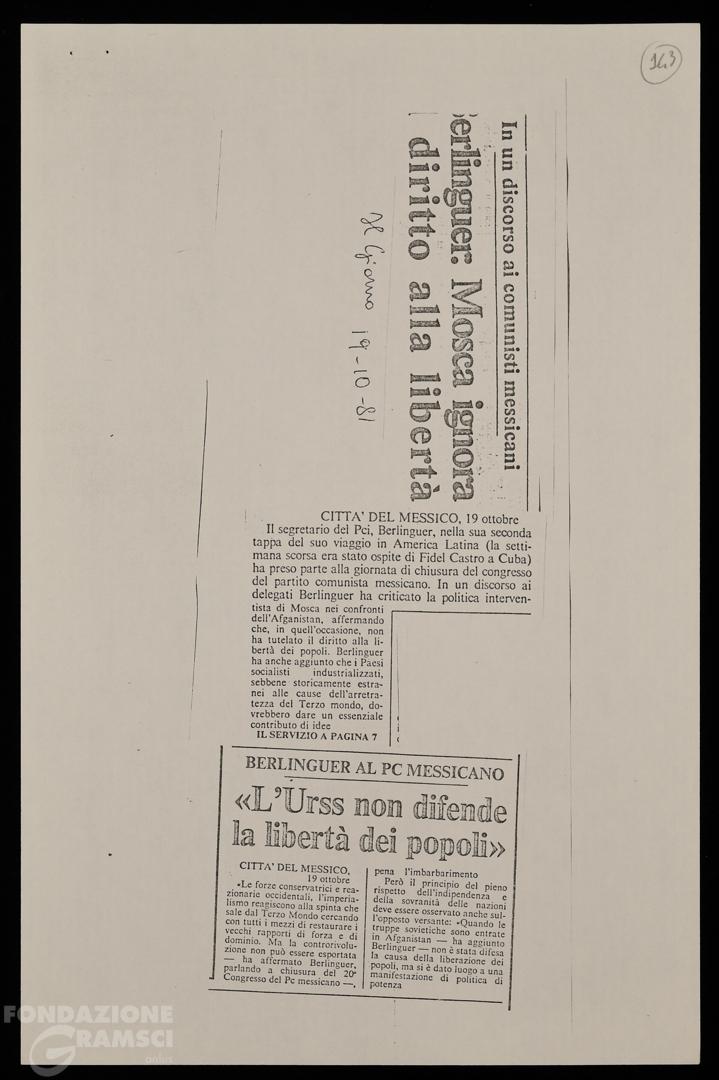 163
In un discorso ai comunisti messicani
Berlinguer: Mosca ignora
diritto alla libertà
Il Giorno 19-10-81
CITTA' DEL MESSICO, 19 ottobre
Il segretario del Pci, Berlinguer, nella sua seconda
tappa del suo viaggio in America Latina (la setti-
mana scorsa era stato ospite di Fidel Castro a Cuba)
ha preso parte alla giornata di chiusura del congresso
del partito comunista messicano. In un discorso ai
delegati Berlinguer ha criticato la politica interven-
tista di Mosca nei confronti
dell'Afganistan, affermando
che, in quell'occasione, non
ha tutelato il diritto alla li-
bertà dei popoli. Berlinguer
ha anche aggiunto che i Paesi
socialisti industrializzati,
sebbene storicamente estra-
nei alle cause dell'arretra-
tezza del Terzo mondo, do-
vrebbero dare un essenziale
contributo di idee
IL SERVIZIO A PAGINA 7
BERLINGUER AL PC MESSICANO
«L'Urss non difende
la libertà dei popoli»
CITTA' DEL MESSICO,
19 ottobre
«Le forze conservatrici e rea-
zionarie occidentali, l'imperia-
lismo reagiscono alla spinta che
sale dal Terzo Mondo cercando
con tutti i mezzi di restaurare i
vecchi rapporti di forza e di
dominio. Ma la controrivolu-
zione non può essere esportata
— ha affermato Berlinguer,
parlando a chiusura del 20°
Congresso del Pc messicano —,
pena l'imbarbarimento
Però il principio del pieno
rispetto dell'indipendenza e
della sovranità delle nazioni
deve essere osservato anche sul-
l'opposto versante: «Quando le
truppe sovietiche sono entrate
in Afganistan — ha aggiunto
Berlinguer — non è stata difesa
la causa della liberazione dei
popoli, ma si è dato luogo a una
manifestazione di politica di
potenza
FONDAZIONE
GRAMSCI
onlus